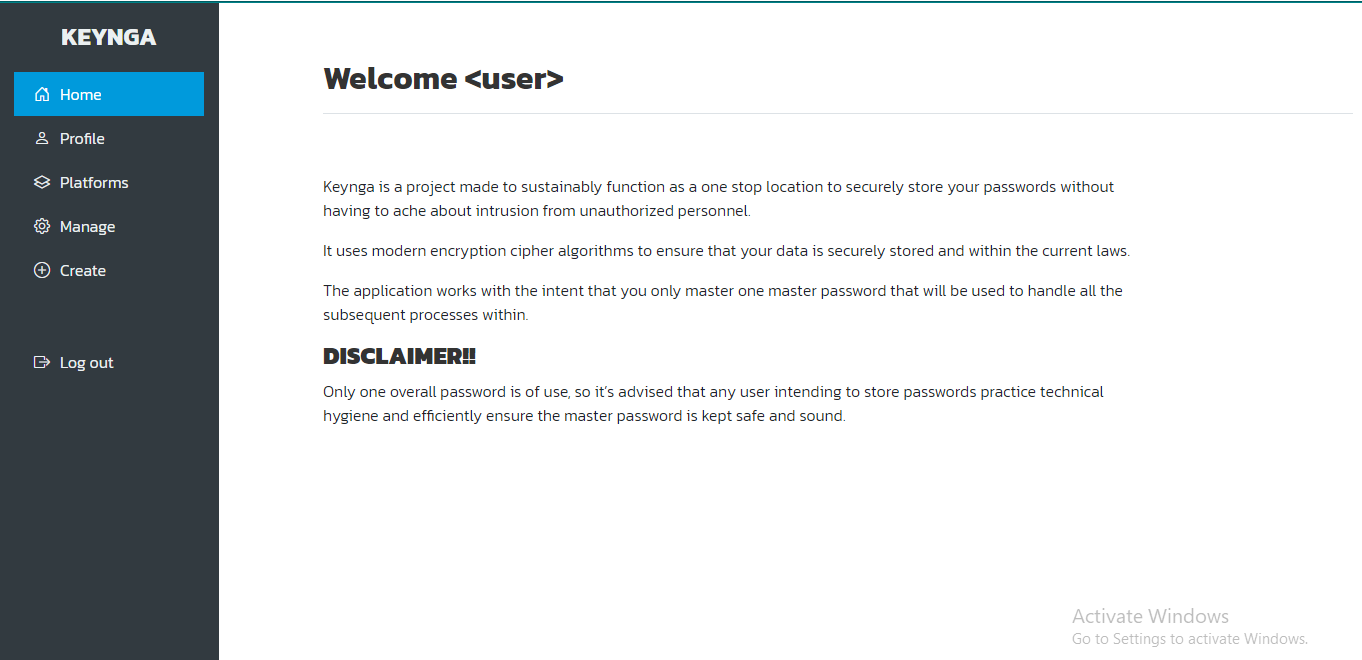 KEYNGA
Home
Profile
Platforms
Manage
Create
Log out
Welcome <user>
Keynga is a project made to sustainably function as a one stop location to securely store your passwords without
having to ache about intrusion from unauthorized personnel.
It uses modern encryption cipher algorithms to ensure that your data is securely stored and within the current laws.
The application works with the intent that you only master one master password that will be used to handle all the
subsequent processes within.
DISCLAIMER!!
Only one overall password is of use, so it’s advised that any user intending to store passwords practice technical
hygiene and efficiently ensure the master password is kept safe and sound.
Activate Windows
Go to Settings to activate Windows.